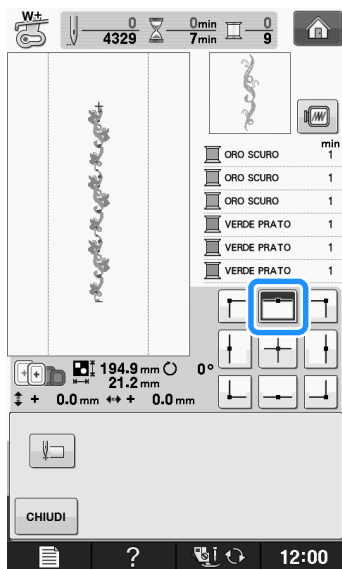 W+
0
4329
0min
7min
0
9
min
ORO SCURO 1
ORO SCURO 1
ORO SCURO 1
VERDE PRATO 1
VERDE PRATO 1
VERDE PRATO 1
194.9 mm 0°
21.2 mm
+ 0.0 mm + 0.0 mm
CHIUDI
? 12:00